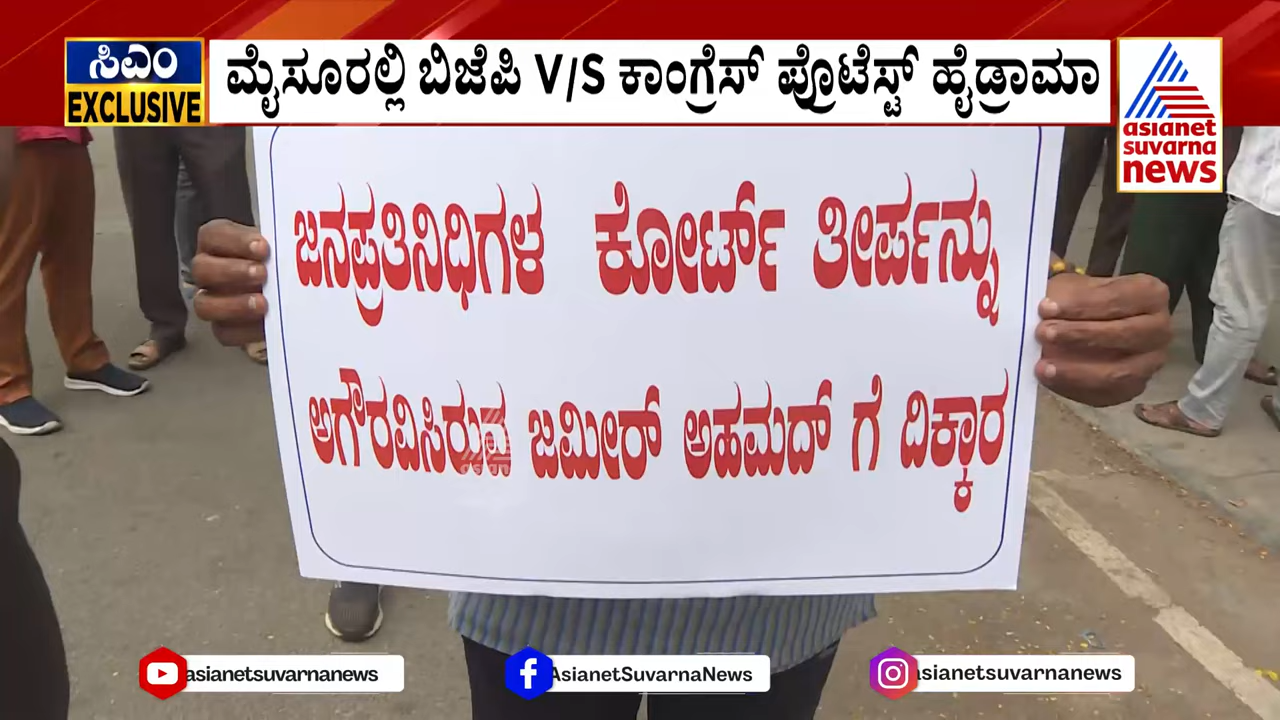 ಸಿಎಂ
EXCLUSIVE
ಮೈಸೂರಲ್ಲಿ ಬಿಜೆಪಿ V/S ಕಾಂಗ್ರೆಸ್ ಪ್ರೊಟೆಸ್ಟ್ ಹೈಡ್ರಾಮಾ
asianet
suvarna
news
ಜನಪ್ರತಿನಿಧಿಗಳ ಕೋರ್ಟ್ ತೀರ್ಪನ್ನು
ಅಗೌರವಿಸಿರುವ ಜಮೀರ್ ಅಹಮದ್ ಗೆ ದಿಕ್ಕಾರ
asianetsuvarnanews
AsianetSuvarnaNews
asianetsuvarnanews